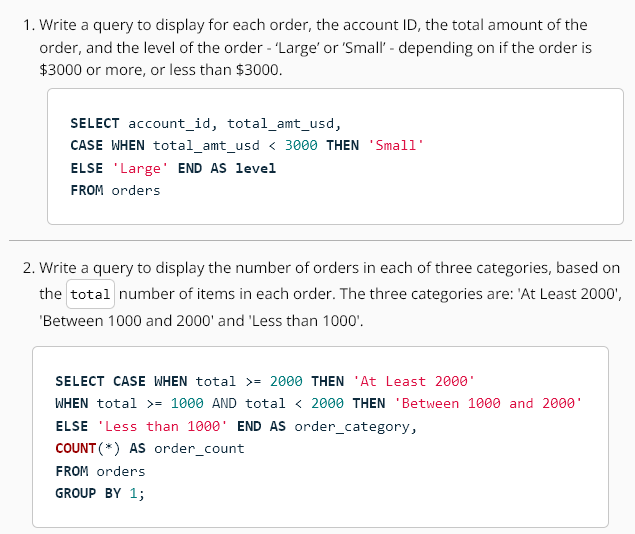 1. Write a query to display for each order, the account ID, the total amount of the
order, and the level of the order - ‘Large’ or ‘Small’ - depending on if the order is
$3000 or more, or less than $3000.
SELECT account_id, total_amt_usd,
CASE WHEN total_amt_usd < 3000 THEN 'Small'
ELSE 'Large' END AS level
FROM orders
2. Write a query to display the number of orders in each of three categories, based on
the total number of items in each order. The three categories are: 'At Least 2000',
'Between 1000 and 2000' and 'Less than 1000'.
SELECT CASE WHEN total >= 2000 THEN 'At Least 2000'
WHEN total >= 1000 AND total < 2000 THEN 'Between 1000 and 2000'
ELSE 'Less than 1000' END AS order_category,
COUNT(*) AS order_count
FROM orders
GROUP BY 1;